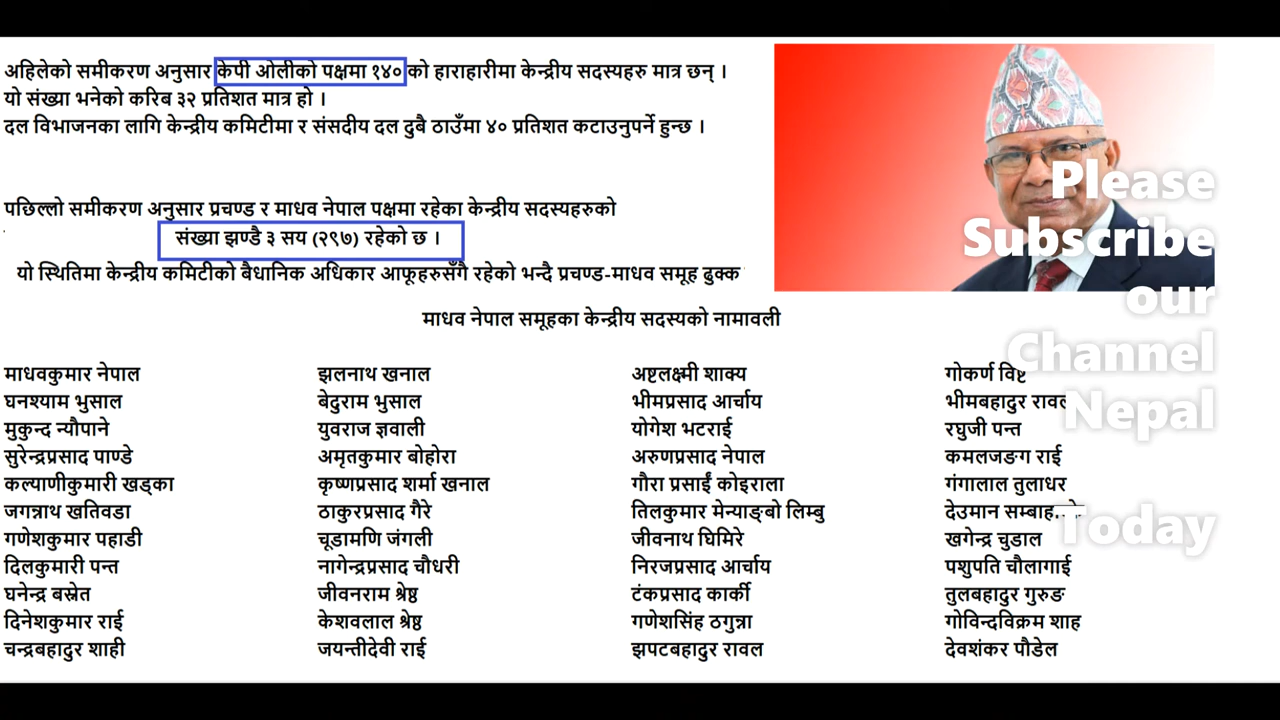 अहिलेको समीकरण अनुसार केपी ओलीको पक्षमा १४० को हाराहारीमा केन्द्रीय सदस्यहरु मात्र छन् ।
यो संख्या भनेको करिब ३२ प्रतिशत मात्र हो ।
दल विभाजनका लागि केन्द्रीय कमिटीमा र संसदीय दल दुबै ठाउँमा ४० प्रतिशत कटाउनुपर्ने हुन्छ ।
पछिल्लो समीकरण अनुसार प्रचण्ड र माधव नेपाल पक्षमा रहेका केन्द्रीय सदस्यहरुको
संख्या झण्डै ३ सय (२९७) रहेको छ ।
यो स्थितिमा केन्द्रीय कमिटीको बैधानिक अधिकार आफूहरुसँगै रहेको भन्दै प्रचण्ड-माधव समूह ढुक्क
माधव नेपाल समूहका केन्द्रीय सदस्यको नामावली
माधवकुमार नेपाल झलनाथ खनाल अष्टलक्ष्मी शाक्य गोकर्ण विष्ट
घनश्याम भुसाल बेदुराम भुसाल भीमप्रसाद आर्चाय भीमबहादुर रावल
मुकुन्द न्यौपाने युवराज ज्ञवाली योगेश भटराई रघुजी पन्त
सुरेन्द्रप्रसाद पाण्डे अमृतकुमार बोहोरा अरुणप्रसाद नेपाल कमलजङग राई
कल्याणीकुमारी खड्का कृष्णप्रसाद शर्मा खनाल गौरा प्रसाईं कोइराला गंगालाल तुलाधर
जगन्नाथ खतिवडा ठाकुरप्रसाद गैरे तिलकुमार मेन्याङ्बो लिम्बु देउमान
गणेशकुमार पहाडी चूडामणि जंगली जीवनाथ घिमिरे खगेन्द्र चुडाल
दिलकुमारी पन्त नागेन्द्रप्रसाद चौधरी निरजप्रसाद आर्चाय पशुपति चौलागाई
घनेन्द्र बस्नेत जीवनराम श्रेष्ठ टंकप्रसाद कार्की तुलबहादुर गुरुङ
दिनेशकुमार राई केशवलाल श्रेष्ठ गणेशसिंह ठगुन्ना गोविन्दविक्रम शाह
चन्द्रबहादुर शाही जयन्तीदेवी राई झपटबहादुर रावल देवशंकर पौडेल
Please
Subscribe
our
Channel
Nepal
Today